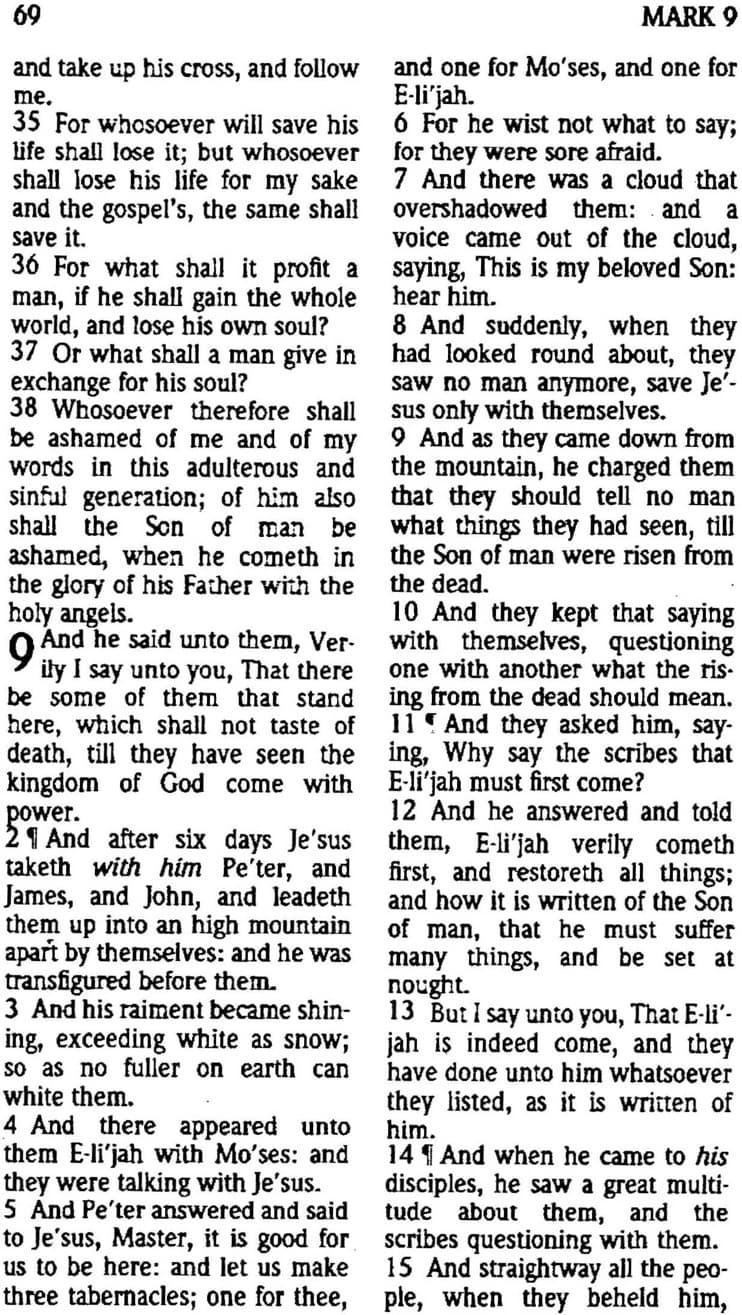 69
MARK 9
and take up his cross, and follow
me.
35 For whosoever will save his
life shall lose it; but whosoever
shall lose his life for my sake
and the gospel's, the same shall
save it.
36 For what shall it profit a
man, if he shall gain the whole
world, and lose his own soul?
37 Or what shall a man give in
exchange for his soul?
38 Whosoever therefore shall
be ashamed of me and of my
words in this adulterous and
sinful generation; of him also
shall the Son of man be
ashamed, when he cometh in
the glory of his Father with the
holy angels.
9 And he said unto them, Ver-
ily I say unto you, That there
be some of them that stand
here, which shall not taste of
death, till they have seen the
kingdom of God come with
power.
2 ¶ And after six days Je'sus
taketh with him Pe'ter, and
James, and John, and leadeth
them up into an high mountain
apart by themselves: and he was
transfigured before them.
3 And his raiment became shin-
ing, exceeding white as snow;
so as no fuller on earth can
white them.
4 And there appeared unto
them E-li'jah with Mo'ses: and
they were talking with Je'sus.
5 And Pe'ter answered and said
to Je'sus, Master, it is good for
us to be here: and let us make
three tabernacles; one for thee,
and one for Mo'ses, and one for
E-li'jah.
6 For he wist not what to say;
for they were sore afraid.
7 And there was a cloud that
overshadowed them: and a
voice came out of the cloud,
saying, This is my beloved Son:
hear him.
8 And suddenly, when they
had looked round about, they
saw no man anymore, save Je'-
sus only with themselves.
9 And as they came down from
the mountain, he charged them
that they should tell no man
what things they had seen, till
the Son of man were risen from
the dead.
10 And they kept that saying
with themselves, questioning
one with another what the ris-
ing from the dead should mean.
11 ¶ And they asked him, say-
ing, Why say the scribes that
E-li'jah must first come?
12 And he answered and told
them, E-li'jah verily cometh
first, and restoreth all things;
and how it is written of the Son
of man, that he must suffer
many things, and be set at
nought.
13 But I say unto you, That E-li'-
jah is indeed come, and they
have done unto him whatsoever
they listed, as it is written of
him.
14 ¶ And when he came to his
disciples, he saw a great multi-
tude about them, and the
scribes questioning with them.
15 And straightway all the peo-
ple, when they beheld him,